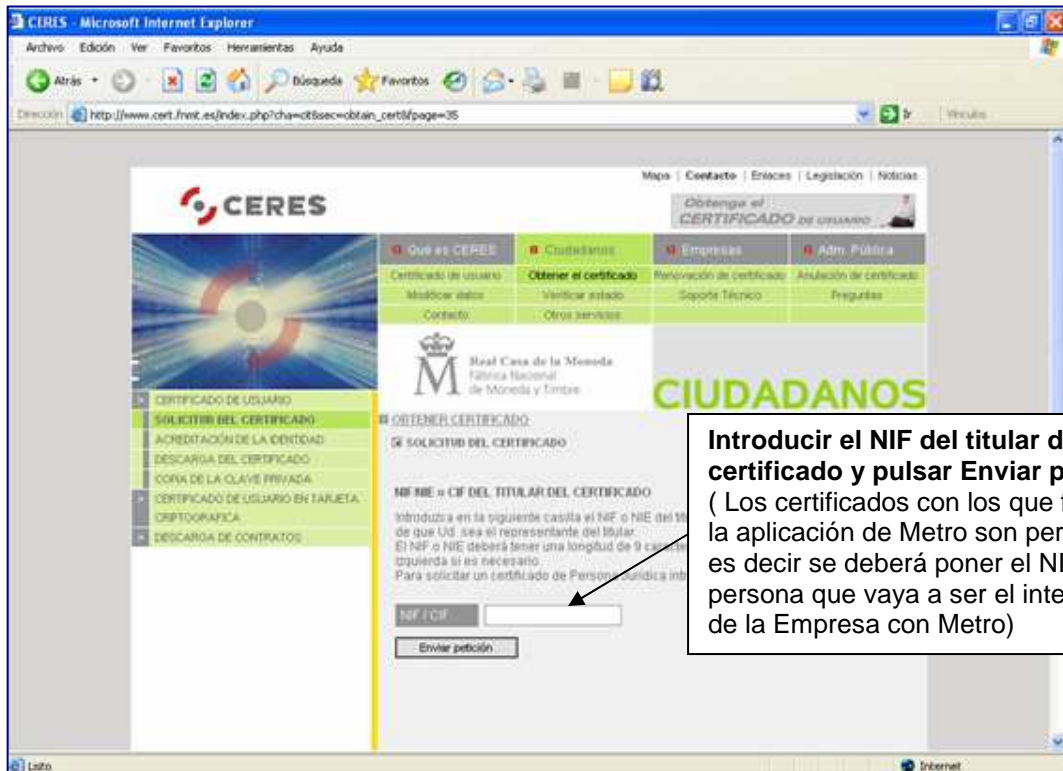 CERES - Microsoft Internet Explorer
Archivo Edición Ver Favoritos Herramientas Ayuda
Atrás Búsqueda Favoritos
Dirección http://www.cert.fnmt.es/index.php?cha=cit&sec=obtain_cert&fpage=35 Ir Vínculos
Mapa | Contacto | Enlaces | Legislación | Noticias
CERES
Obtenga el
CERTIFICADO DE USUARIO
Qué es CERES Ciudadanos Empresas Adm. Pública
Certificado de usuario Obtener el certificado Renovación de certificado Anulación de certificado
Modificar datos Verificar estado Soporte Técnico Preguntas
Contacto Otros servicios
Real Casa de la Moneda
Fábrica Nacional
de Moneda y Timbre
CIUDADANOS
CERTIFICADO DE USUARIO
SOLICITUD DEL CERTIFICADO
ACREDITACIÓN DE LA IDENTIDAD
DESCARGA DEL CERTIFICADO
COPIA DE LA CLAVE PRIVADA
CERTIFICADO DE USUARIO EN TARJETA
CRIPTOGRAFICA
DESCARGA DE CONTRATOS
OBTENER CERTIFICADO
SOLICITUD DEL CERTIFICADO
NIF NIE o CIF DEL TITULAR DEL CERTIFICADO
Introduzca en la siguiente casilla el NIF o NIE del
de que Ud. sea el representante del titular.
El NIF o NIE deberá tener una longitud de 9
izquierda si es necesario.
Para solicitar un certificado de Persona Jurídica
NIF / CIF
Enviar petición
Introducir el NIF del titular d
certificado y pulsar Enviar p
( Los certificados con los que
la aplicación de Metro son per
es decir se deberá poner el NI
persona que vaya a ser el inte
de la Empresa con Metro)
Listo Internet